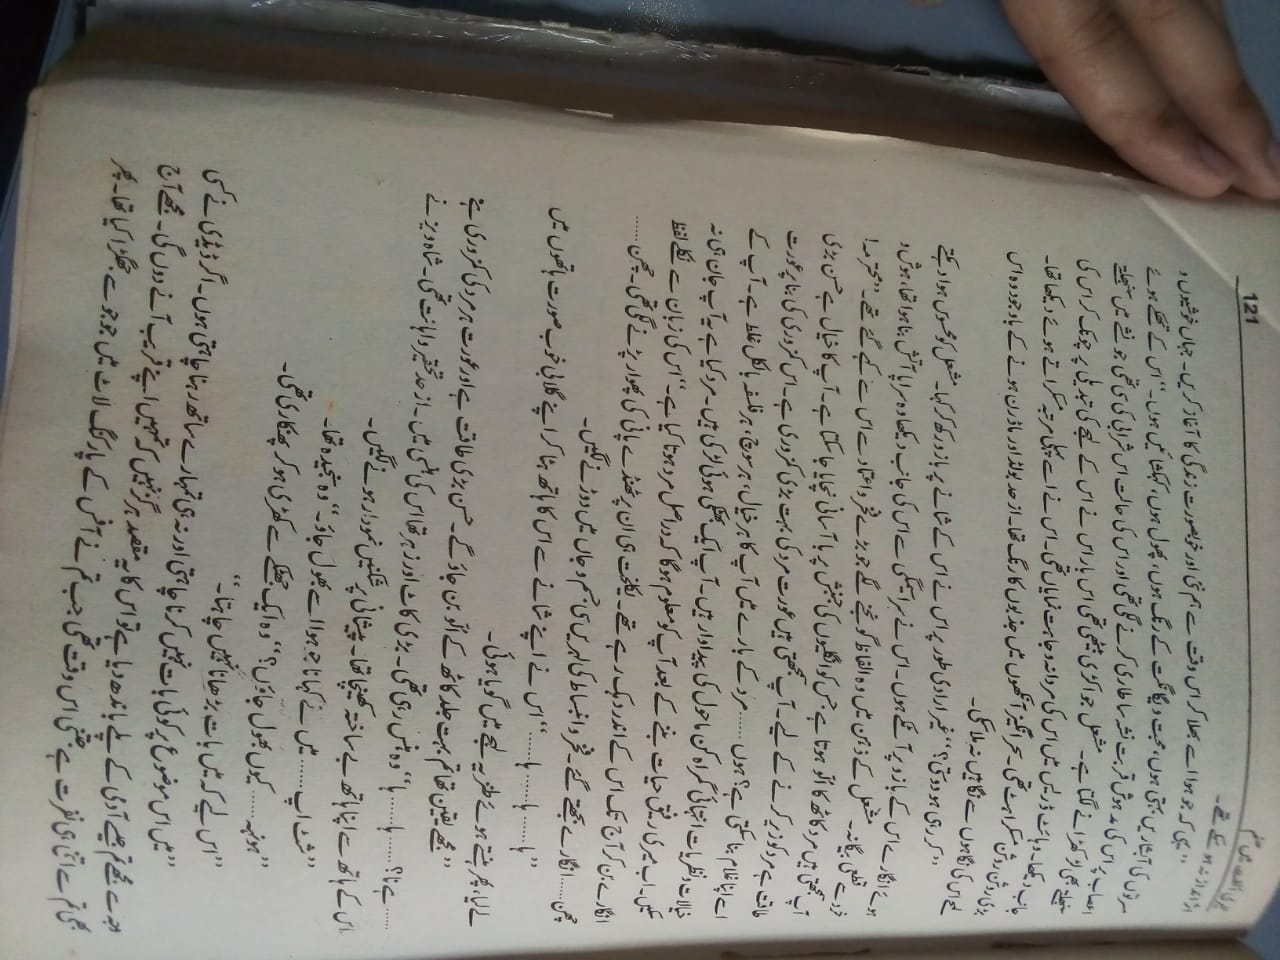 121
تیری اُلفت میں صنم
اثر انداز نہ ہو سکے تھے۔
’’یہی کہ جو ہوا اسے بھلا کر اس وقت سے ہم نئی اور خوبصورت زندگی کا آغاز کریں۔ جہاں خوشیوں و
مسرتوں کی آبشاریں بہتی ہوں، محبت و یگانگت کے رنگ ہوں، پھول ہوں، کہکشائیں ہوں۔‘‘ اس کے تھکے ہوئے
اعصاب پر اس کی مدہوش قربت نشہ سا طاری کرنے لگی تھی اور اس کی حالت اس شرابی کی سی تھی جو نشے میں سنبھلتے
سنبھلتے بھی لڑکھڑانے لگتا ہے۔ مشعل جو اکڑی بیٹھی تھی اس بار اس نے اس کے لہجے کی تبدیلی پر چونک کر اس کی
جانب دیکھا۔ وہائٹ ڈریس میں اس کی مردانہ وجاہت نمایاں تھی۔ اس نے اسے پہلی مرتبہ مسکراتے ہوئے دیکھا تھا۔
بڑی روشن روشن مسکراہٹ تھی۔ سحر انگیز آنکھوں میں جذبوں کا رنگ تھا۔ از حد بولڈ اور ماڈرن ہونے کے باوجود وہ اس
لمحے اس کی نگاہوں سے نگاہیں نہ ملا سکی۔
’’کر رہی ہو دوستی؟‘‘ غیر ارادی طور پر اس نے اس کے شانے پر بازو رکھ کر کہا۔ مشعل کو محسوس ہوا دہکتے
ہوئے انگارے اس کے بازو پر آ ٹکے ہوں۔ اس نے سراسیمگی سے اس کی جانب دیکھا وہ سراپا آتش بنا ہوا تھا، ہوش و
خرد سے قطعی بیگانہ۔ مشعل کے ذہن میں وہ الفاظ گونجنے لگے جو بڑے فخر و اعتماد سے اس سے کہے گئے تھے۔ ’’محترمہ!
آپ سمجھتی ہیں مرد کاٹھ کا اُلّو ہوتا ہے جس کو انگلیوں کی جنبش پر با آسانی نچایا جا سکتا ہے۔ آپ کا خیال ہے حسن بڑی
طاقت ہے مرد کو زیر کرنے کے لیے۔ آپ سمجھتی ہیں عورت مرد کی بہت بڑی کمزوری ہے۔ اس کمزوری کی بنا پر عورت
اسے اپنا غلام بنا سکتی ہے؟ ہوں ...... مرد کے بارے میں آپ کا ہر خیال، ہر سوچ، ہر فلسفہ بالکل غلط ہے۔ آپ کے
خیالات و نظریات انتہائی گمراہ کن ماحول کی پیداوار ہیں۔ آپ ایک بھٹکی ہوئی لڑکی ہیں۔ مرد کیا ہے یہ آپ جان ہی نہ
سکیں۔ اب میری رفیق حیات بننے کے بعد آپ کو معلوم ہو گا کہ دراصل مرد ہوتا کیا ہے۔‘‘ اس کی زبان سے نکلے لفظ
انگارے بن کر آج تک اس کے اندر دہک رہے تھے۔ یکلخت ہی ان پر ٹھنڈے پانی کی پھوار پڑنے لگی تھی۔ چھن ......
چھن ...... انگارے بجھتے گئے۔ فخر و انبساط کی لہریں سی جسم و جاں میں دوڑنے لگیں۔
’’ہا ...... ہا ...... ہا ......‘‘ اس نے اپنے شانے سے اس کا ہاتھ ہٹا کر اپنے گلابی خوب صورت ہاتھوں میں
لے لیا، پھر ہنستے ہوئے طنزیہ لہجے میں گویا ہوئی۔
’’مجھے یقین تھا تم بہت جلد کاٹھ کے اُلّو بن جاؤ گے۔ حسن بڑی طاقت ہے اور عورت ہر مرد کی کمزوری ہے
...... ہے نا؟ ...... ہا ...... ہا‘‘ وہ ہنس رہی تھی۔ بڑی کاٹ اور زہر تھا اس کی ہنسی میں۔ از حد تحقیر و اہانت تھی۔ شاہ ویز نے
اس کے ہاتھ سے اپنا ہاتھ بے ساختہ کھینچا تھا۔ پیشانی پر شکنیں نمودار ہونے لگیں۔
’’شٹ اپ ...... میں نے کہا نا جو ہوا اسے بھول جاؤ۔‘‘ وہ سنجیدہ تھا۔
’’ہونہہ ...... کیوں بھول جاؤں؟‘‘ وہ ایک جھٹکے سے کھڑی ہو کر پھنکاری تھی۔
’’اس لیے کہ میں بات بڑھانا نہیں چاہتا۔‘‘
’’میں اس موضوع پر کوئی بات نہیں کرنا چاہتی اور نہ ہی تمہارے ساتھ رہنا چاہتی ہوں۔ اگر ڈیڈی نے کسی
وجہ سے مجھے تم جیسے آدمی کے پلے باندھ دیا ہے تو اس کا یہ مقصد ہرگز نہیں کہ تمہیں اپنے قریب آنے دوں گی۔ مجھے آج
بھی تم سے اتنی ہی نفرت ہے جتنی اس وقت تھی جب تم نے آفس کے پارکنگ لاٹ میں جوجو سے جھگڑا کیا تھا۔ پھر